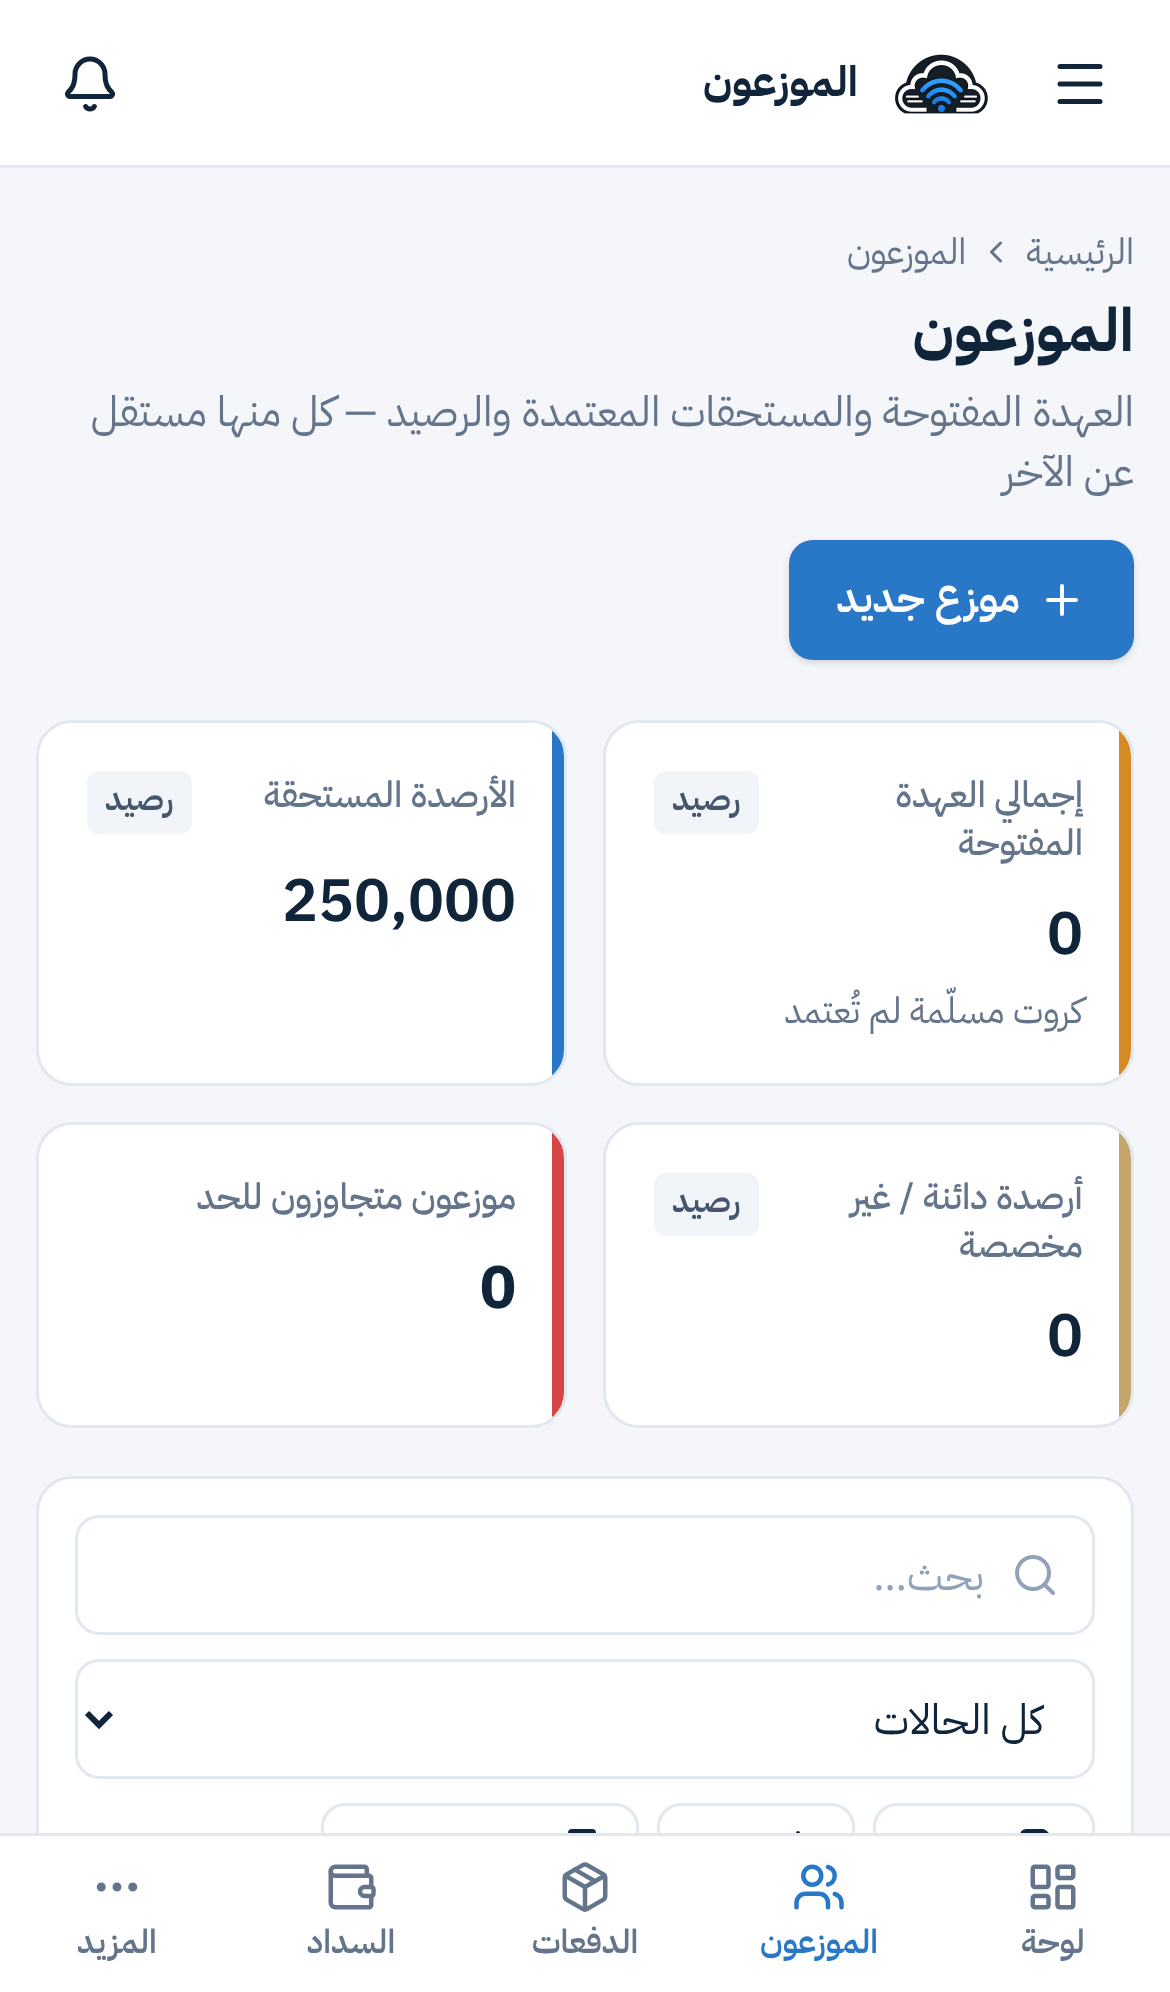 الموزعون
الرئيسية > الموزعون
الموزعون
العهدة المفتوحة والمستحقات المعتمدة والرصيد — كل منها مستقل
عن الآخر
+ موزع جديد
إجمالي العهدة
المفتوحة
رصيد
0
كروت مسلّمة لم تُعتمد
الأرصدة المستحقة
رصيد
250,000
أرصدة دائنة / غير
مخصصة
رصيد
0
موزعون متجاوزون للحد
0
بحث...
كل الحالات
لوحة
الموزعون
الدفعات
السداد
المزيد